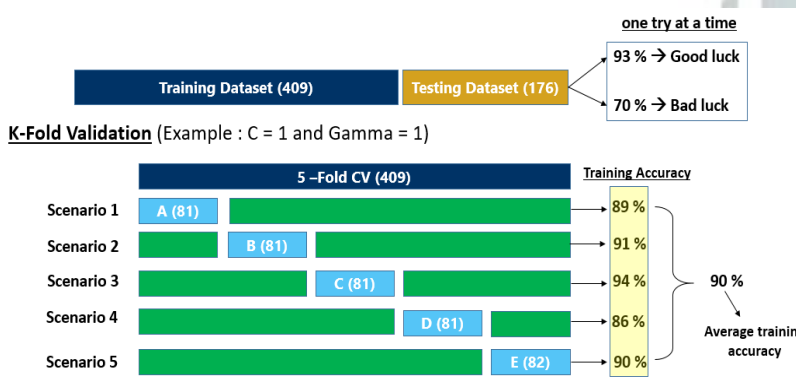 one try at a time
93 % → Good luck
Training Dataset (409)
Testing Dataset (176)
70 % → Bad luck
K-Fold Validation (Example : C = 1 and Gamma = 1)
5 –Fold CV (409)
Training Accuracy
Scenario 1
A (81)
89 %
Scenario 2
B (81)
91 %
Scenario 3
C (81)
94 %
90 %
Scenario 4
D (81)
86 %
Average training
accuracy
Scenario 5
E (82)
90 %